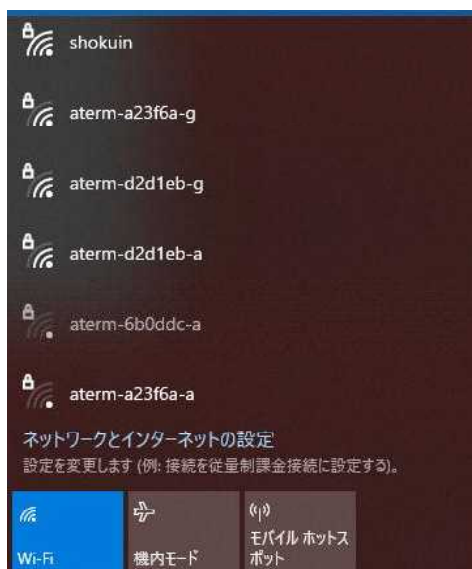 shokuin
aterm-a23f6a-g
aterm-d2d1eb-g
aterm-d2d1eb-a
aterm-6b0ddc-a
aterm-a23f6a-a
ネットワークとインターネットの設定
設定を変更します (例: 接続を従量制課金接続に設定する)。
Wi-Fi
機内モード
モバイル ホットス
ポット